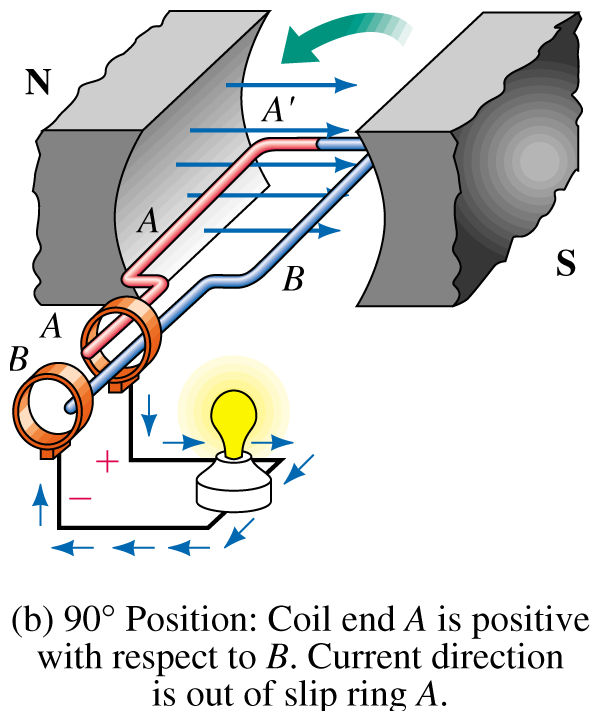 N
A′
A
S
B
A
B
+
−
(b) 90° Position: Coil end A is positive
with respect to B. Current direction
is out of slip ring A.